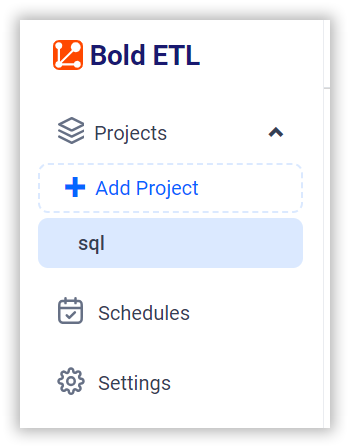 Bold ETL
Projects
Add Project
sql
Schedules
Settings